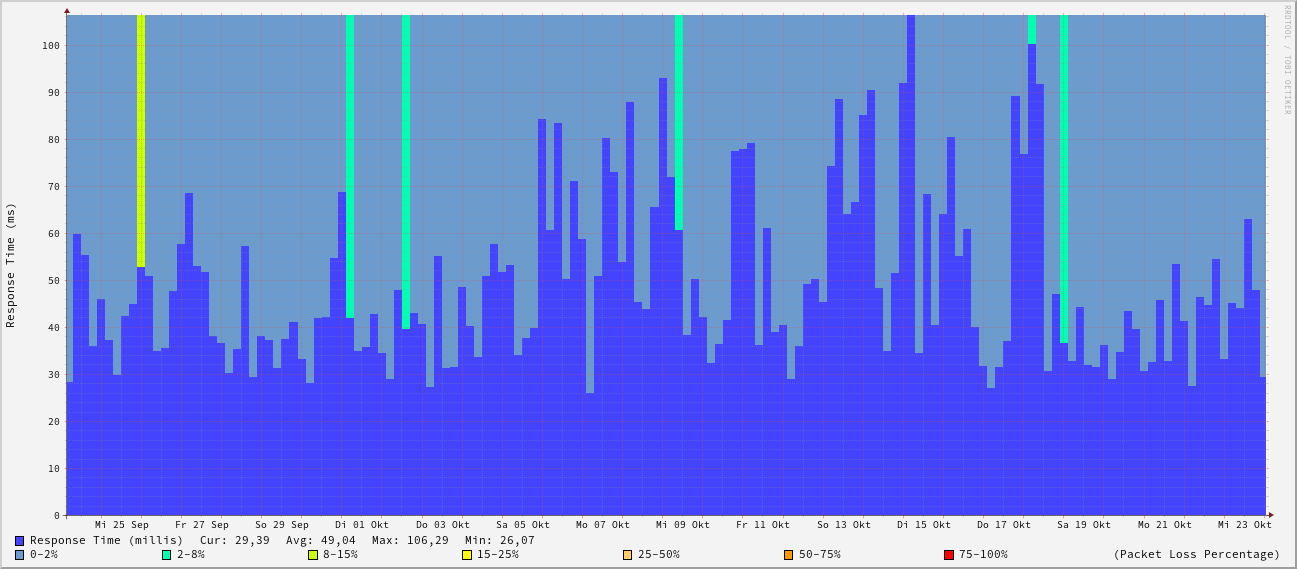 RRDTOOL / TOBI OETIKER
Response Time (ms)
100
90
80
70
60
50
40
30
20
10
0
Mi 25 Sep Fr 27 Sep So 29 Sep Di 01 Okt Do 03 Okt Sa 05 Okt Mo 07 Okt Mi 09 Okt Fr 11 Okt So 13 Okt Di 15 Okt Do 17 Okt Sa 19 Okt Mo 21 Okt Mi 23 Okt
Response Time (millis) Cur: 29,39 Avg: 49,04 Max: 106,29 Min: 26,07
0-2% 2-8% 8-15% 15-25% 25-50% 50-75% 75-100% (Packet Loss Percentage)